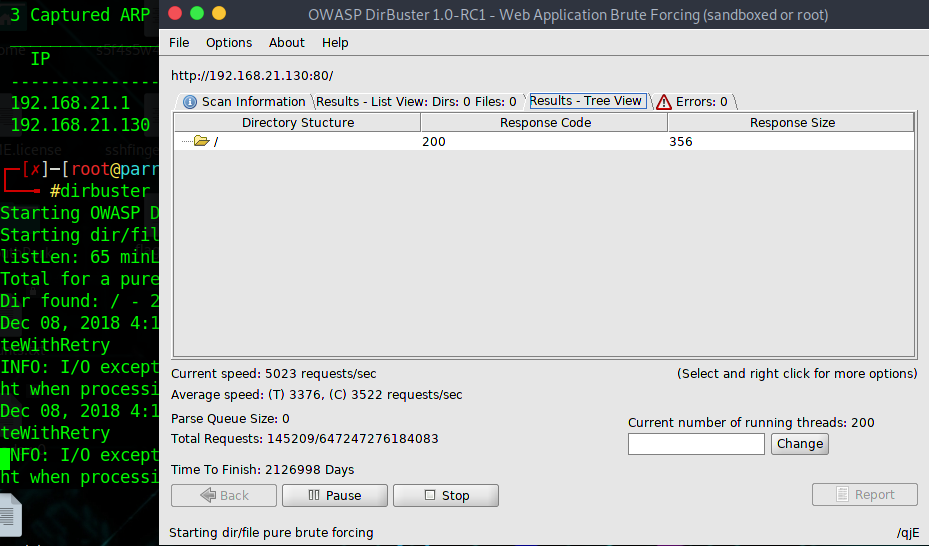 3 Captured ARP
IP
-----------------
192.168.21.1
192.168.21.130
[✗]─[root@parr
#dirbuster
Starting OWASP D
Starting dir/fil
listLen: 65 minL
Total for a pure
Dir found: / - 2
Dec 08, 2018 4:1
teWithRetry
INFO: I/O except
ht when processi
Dec 08, 2018 4:1
teWithRetry
INFO: I/O except
ht when processi
OWASP DirBuster 1.0-RC1 - Web Application Brute Forcing (sandboxed or root)
File Options About Help
http://192.168.21.130:80/
Scan Information Results - List View: Dirs: 0 Files: 0 Results - Tree View Errors: 0
Directory Stucture Response Code Response Size
/ 200 356
Current speed: 5023 requests/sec (Select and right click for more options)
Average speed: (T) 3376, (C) 3522 requests/sec
Parse Queue Size: 0 Current number of running threads: 200
Total Requests: 145209/647247276184083 Change
Time To Finish: 2126998 Days
Back Pause Stop Report
Starting dir/file pure brute forcing /qjE